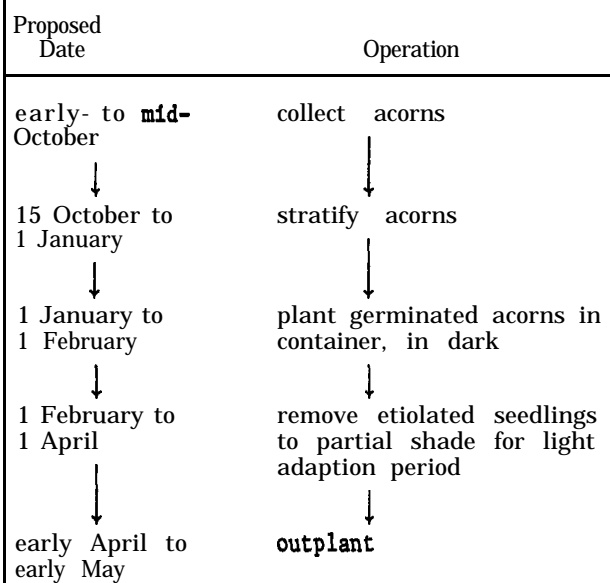 Proposed
Date Operation
early- to mid- collect acorns
October
15 October to stratify acorns
1 January
1 January to plant germinated acorns in
1 February container, in dark
1 February to remove etiolated seedlings
1 April to partial shade for light
adaption period
early April to outplant
early May